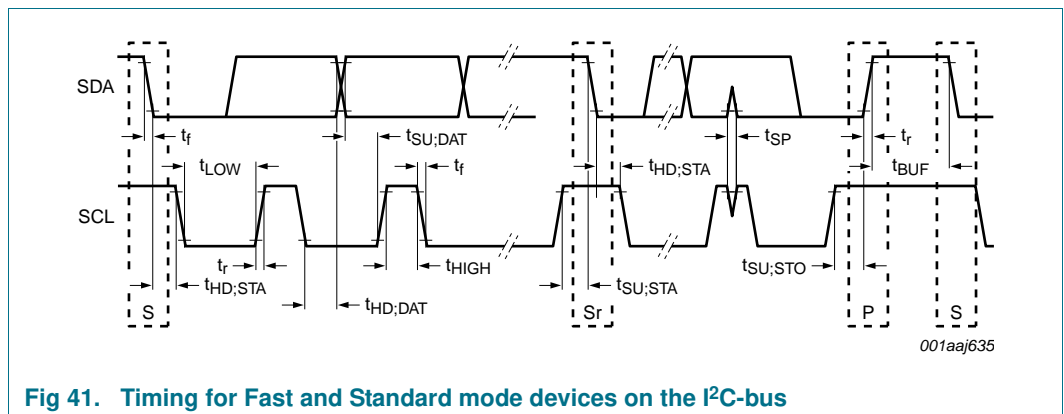 SDA
t_f
t_SU;DAT
t_SP
t_r
t_LOW
t_f
t_HD;STA
t_BUF
SCL
t_r
t_HIGH
t_SU;STO
t_HD;STA
t_HD;DAT
t_SU;STA
S
Sr
P
S
001aaj635
Fig 41. Timing for Fast and Standard mode devices on the I²C-bus